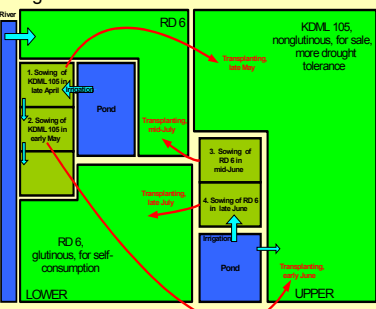 River
RD 6
KDML 105,
nonglutinous, for sale,
more drought
tolerance
Transplanting,
late May
1. Sowing of
KDML 105 in
late April
Irrigation
Pond
2. Sowing of
KDML 105 in
early May
Transplanting,
mid-July
3. Sowing of
RD 6 in
mid-June
Transplanting,
late July
4. Sowing of RD 6
in late June
RD 6,
glutinous, for self-
consumption
Irrigation
Pond
Transplanting,
early June
LOWER
UPPER